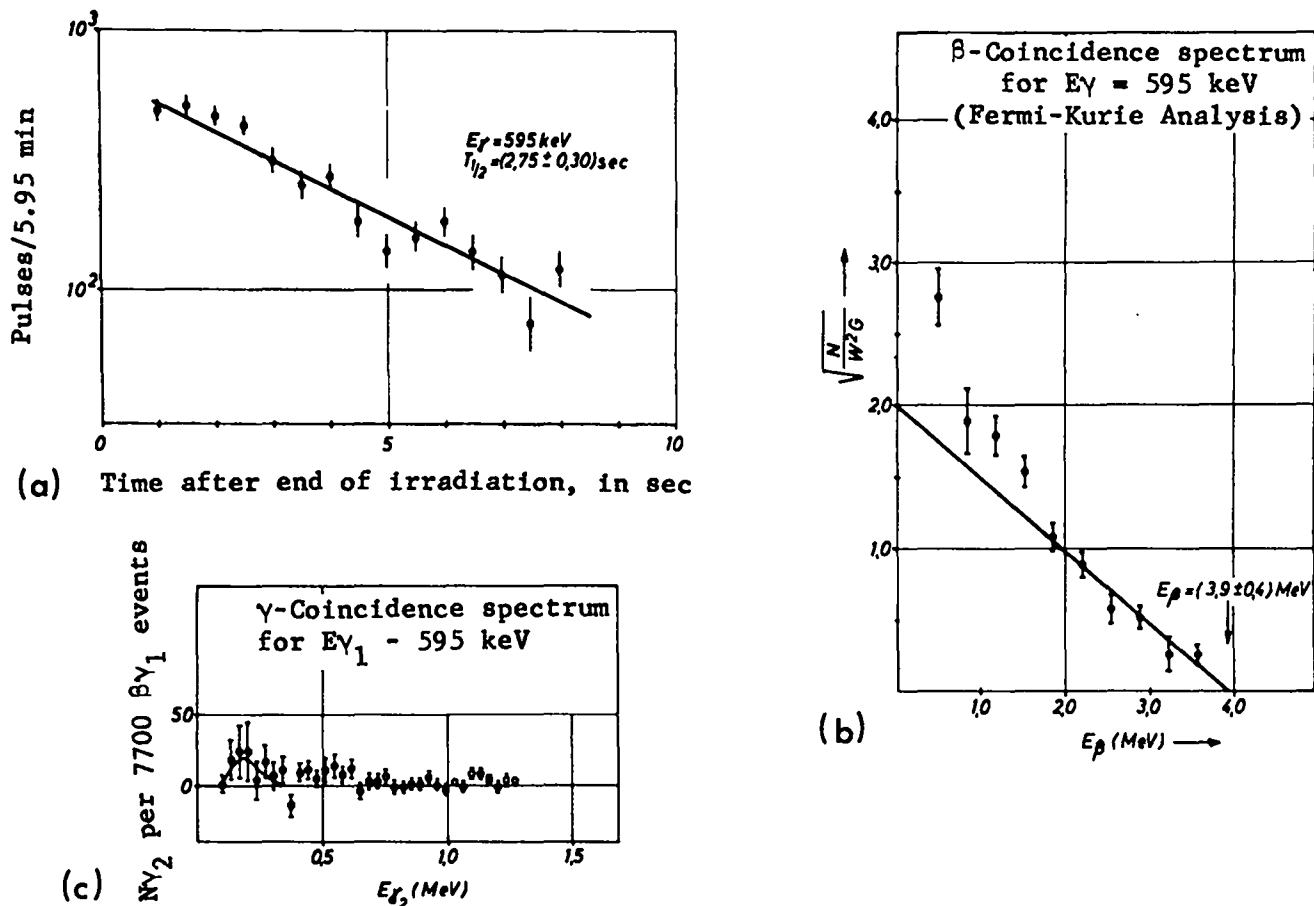 10³
10²
Pulses/5.95 min
Eγ = 595 keV
T1/2 = (2,75 ± 0,30) sec
0
5
10
(a) Time after end of irradiation, in sec
β-Coincidence spectrum
for Eγ = 595 keV
(Fermi-Kurie Analysis)
4,0
3,0
2,0
1,0
√N/W²G
Eβ = (3,9 ± 0,4) MeV
1,0
2,0
3,0
4,0
Eβ (MeV)
(b)
γ-Coincidence spectrum
for Eγ1 - 595 keV
Nγ2 per 7700 βγ1 events
50
0
0,5
1,0
1,5
Eγ2 (MeV)
(c)